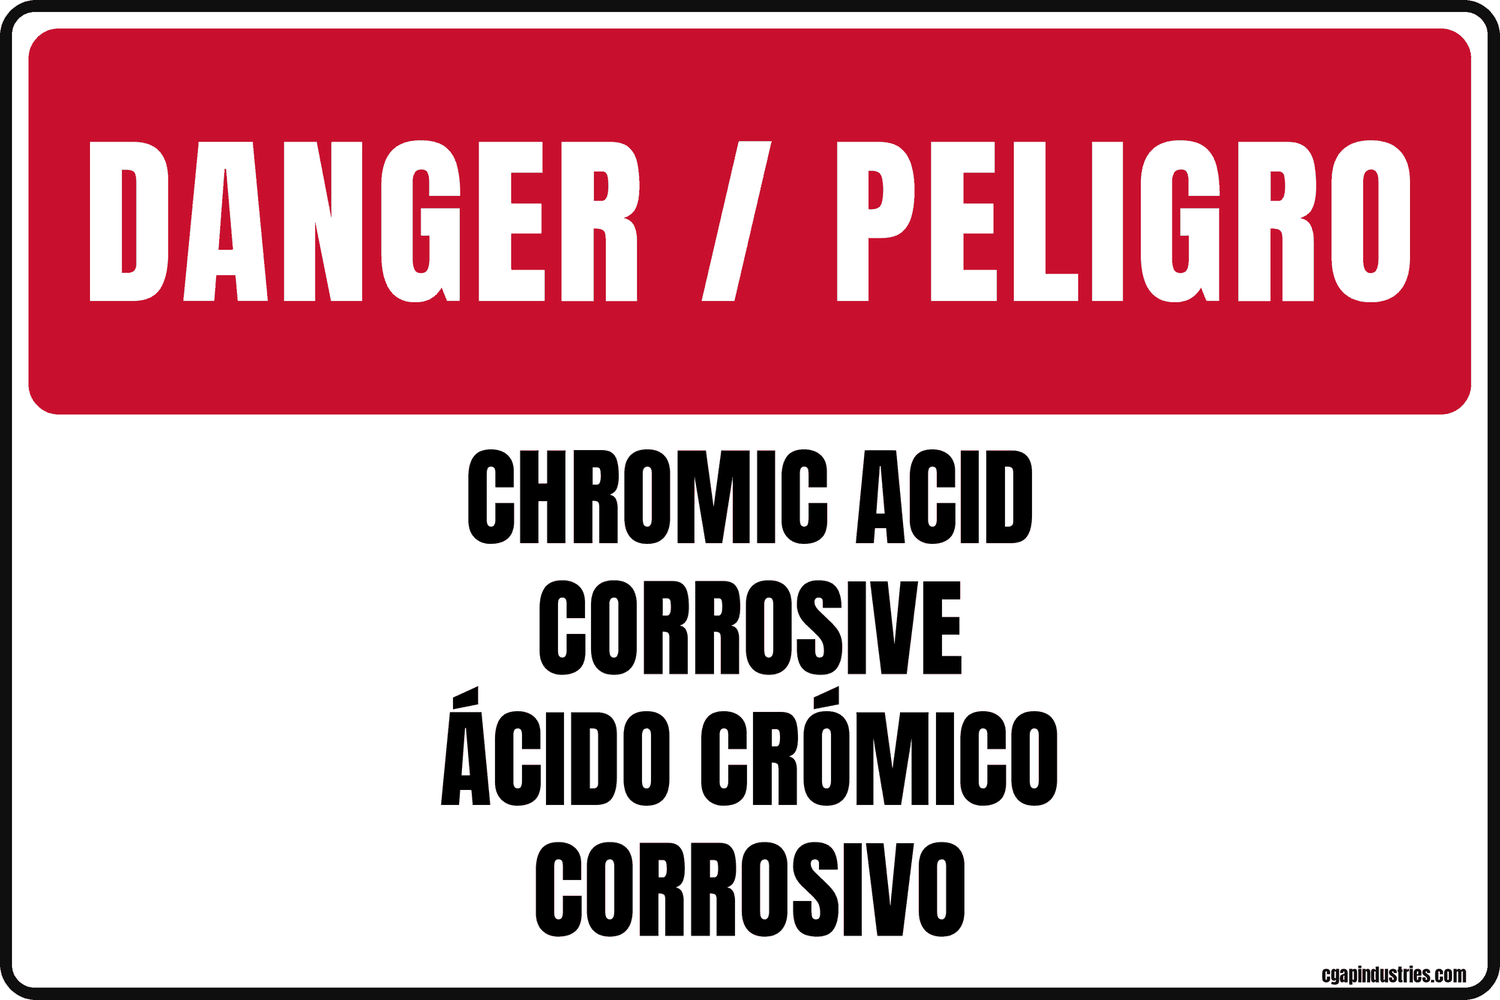 DANGER / PELIGRO
CHROMIC ACID
CORROSIVE
ÁCIDO CRÓMICO
CORROSIVO
cgapindustries.com